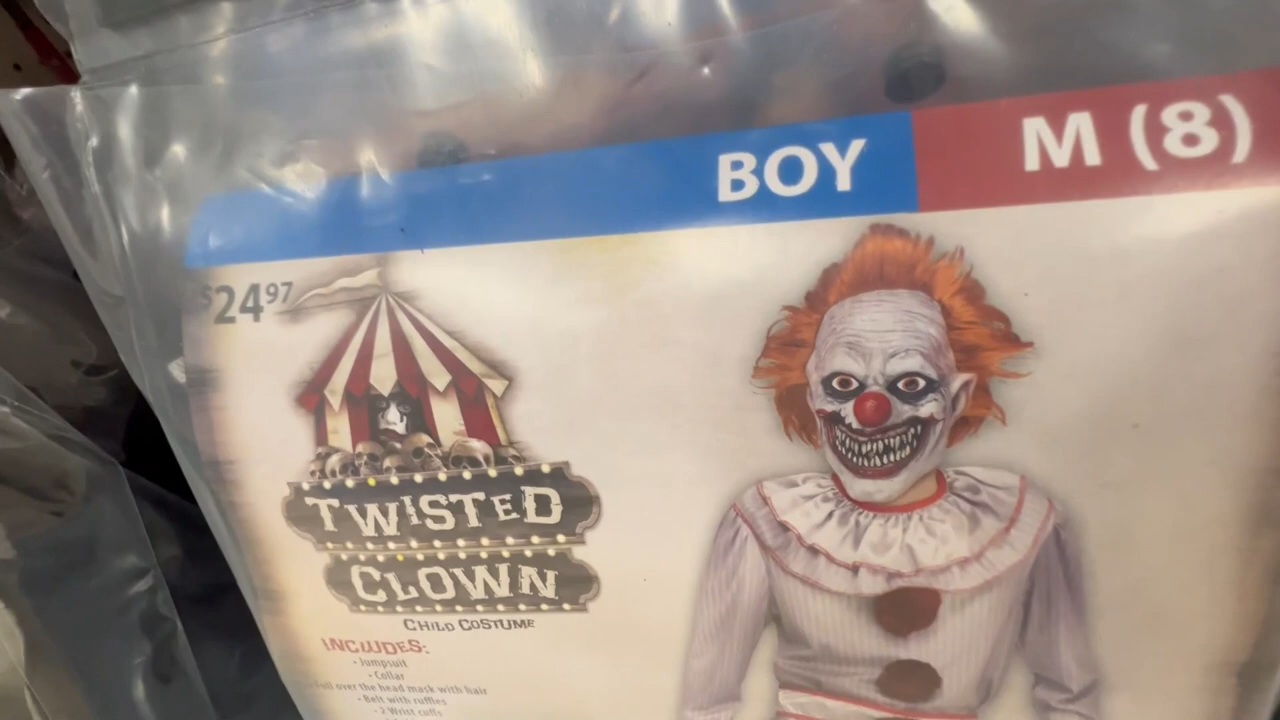 BOY M (8)
$24.97
TWISTED
CLOWN
CHILD COSTUME
INCLUDES:
- Jumpsuit
- Collar
- Full over the head mask with hair
- Belt with ruffles
- 2 Wrist cuffs